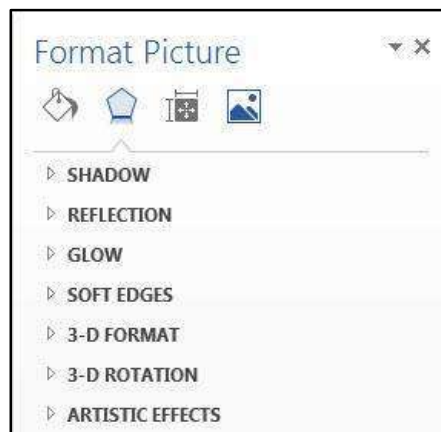 Format Picture
SHADOW
REFLECTION
GLOW
SOFT EDGES
3-D FORMAT
3-D ROTATION
ARTISTIC EFFECTS